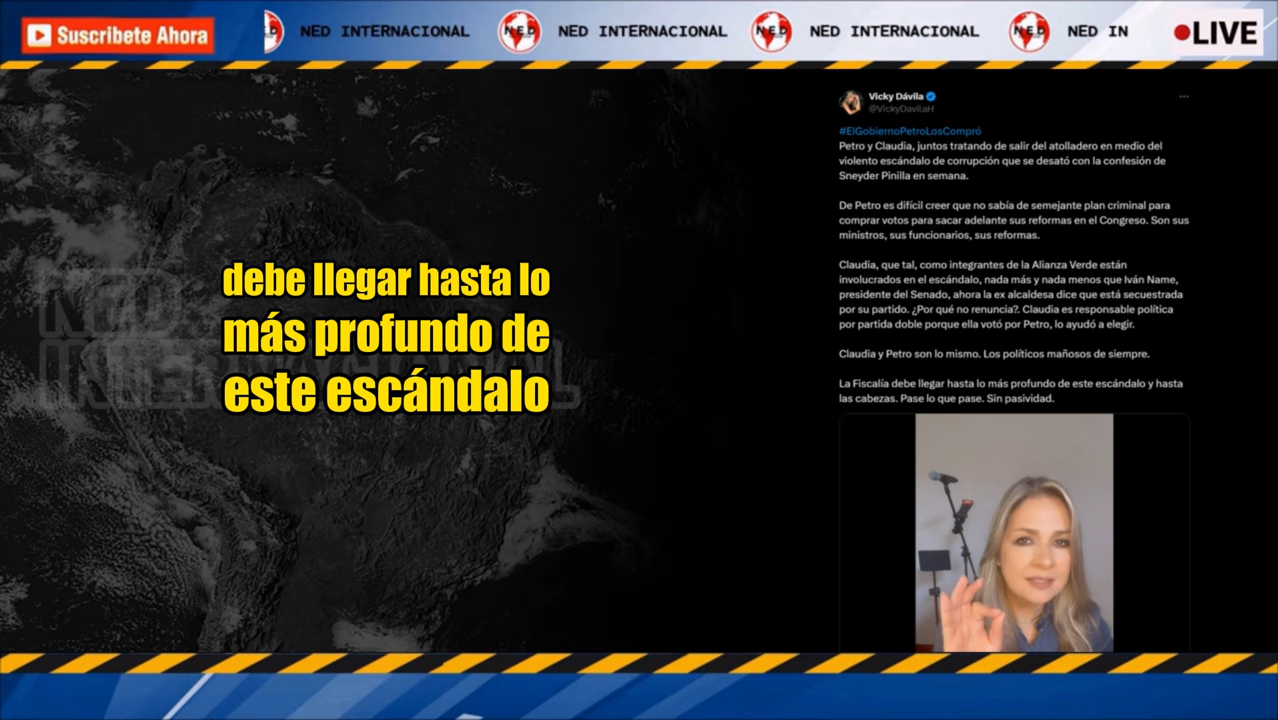 Suscribete Ahora
NED
NED INTERNACIONAL
NED
NED INTERNACIONAL
NED
NED INTERNACIONAL
NED
NED IN
LIVE
debe llegar hasta lo
más profundo de
este escándalo
NED
INTERNACIONAL
Vicky Dávila
@VickyDavilaH
#ElGobiernoPetroLosCompró
Petro y Claudia, juntos tratando de salir del atolladero en medio del
violento escándalo de corrupción que se desató con la confesión de
Sneyder Pinilla en semana.
De Petro es difícil creer que no sabía de semejante plan criminal para
comprar votos para sacar adelante sus reformas en el Congreso. Son sus
ministros, sus funcionarios, sus reformas.
Claudia, que tal, como integrantes de la Alianza Verde están
involucrados en el escándalo, nada más y nada menos que Iván Name,
presidente del Senado, ahora la ex alcaldesa dice que está secuestrada
por su partido. ¿Por qué no renuncia?. Claudia es responsable política
por partida doble porque ella votó por Petro, lo ayudó a elegir.
Claudia y Petro son lo mismo. Los políticos mañosos de siempre.
La Fiscalía debe llegar hasta lo más profundo de este escándalo y hasta
las cabezas. Pase lo que pase. Sin pasividad.